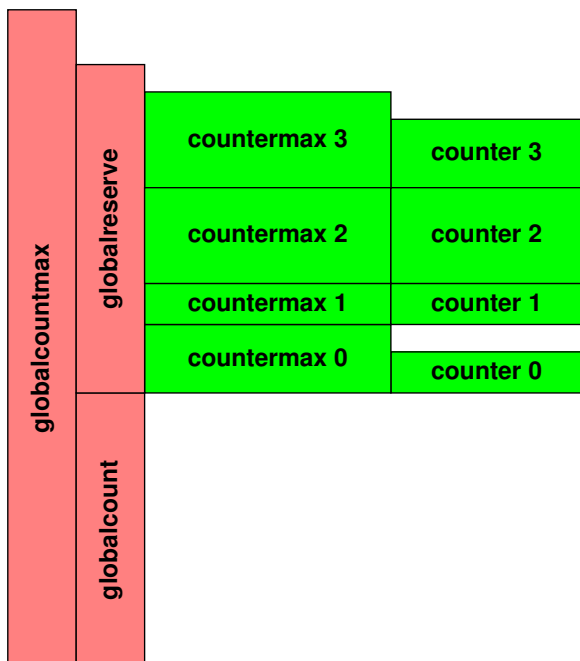 globalcountmax
globalreserve
globalcount
countermax 3
counter 3
countermax 2
counter 2
countermax 1
counter 1
countermax 0
counter 0